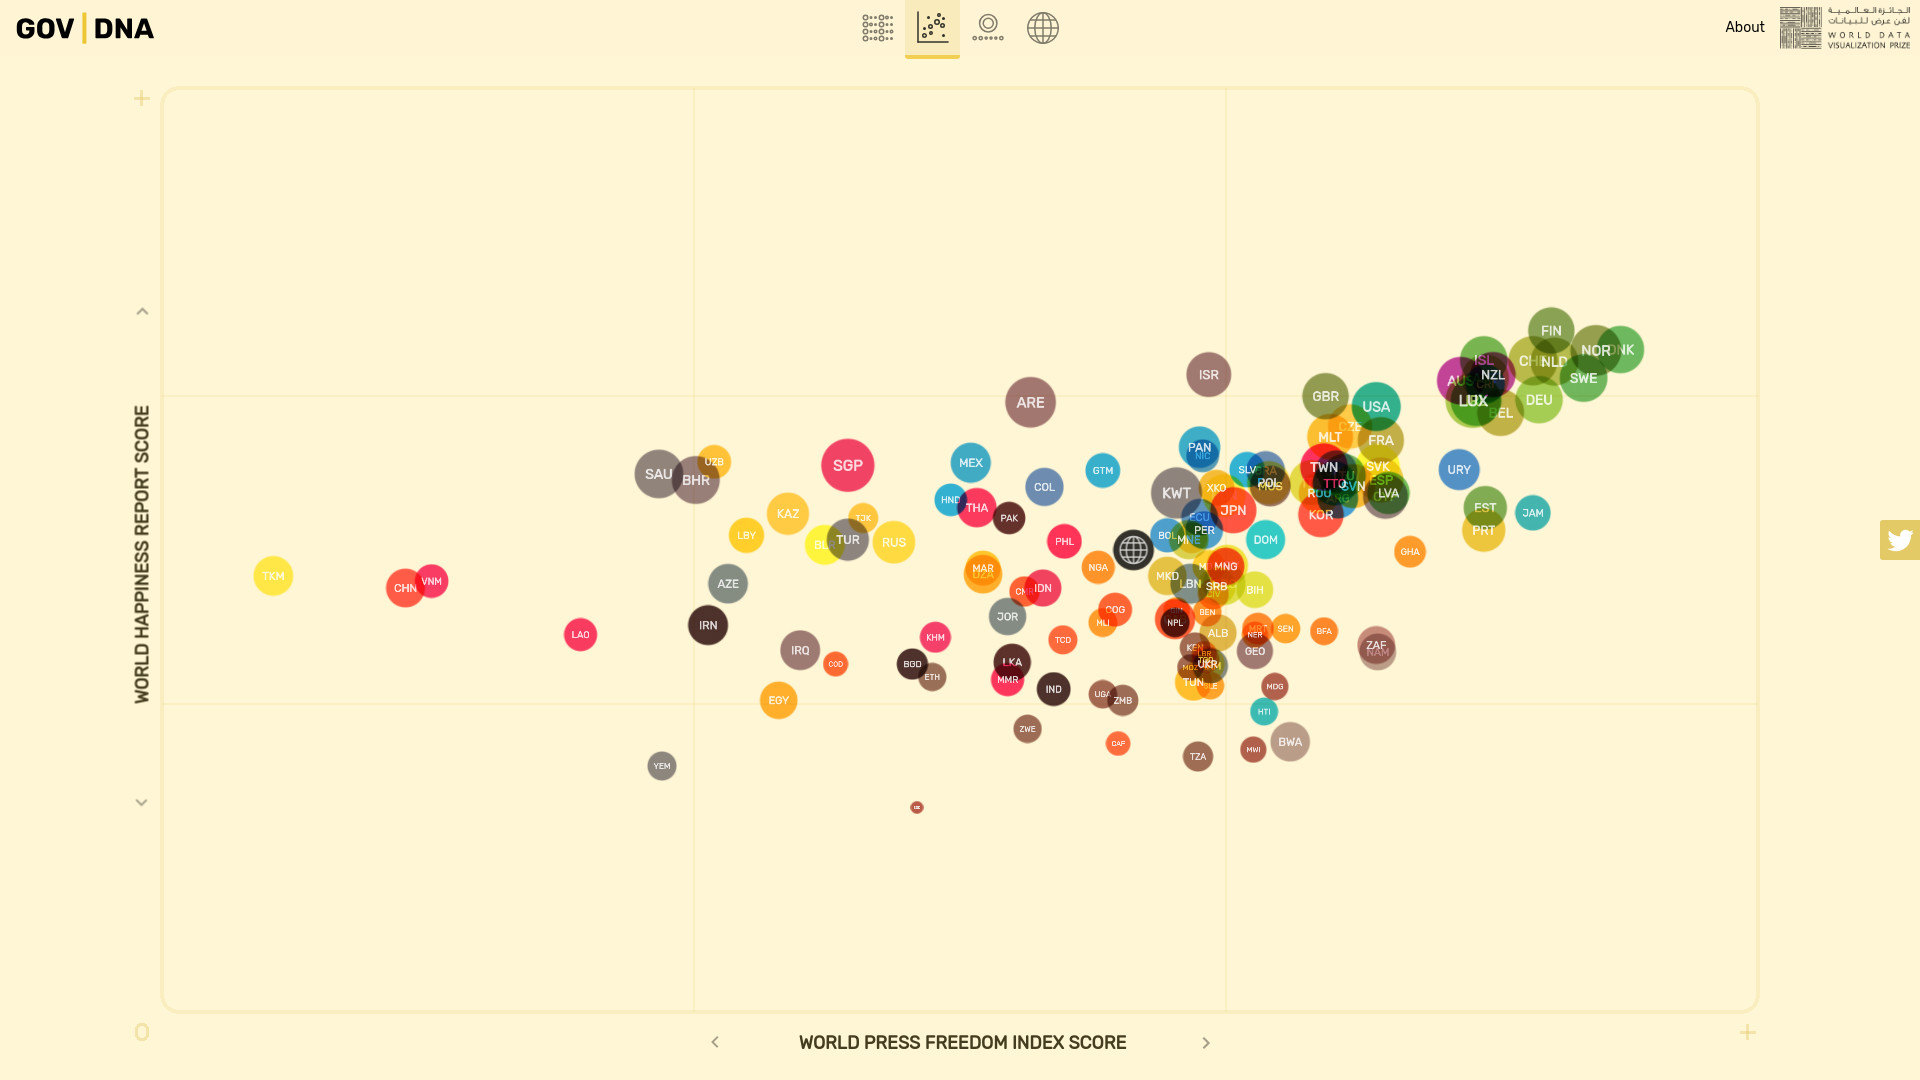 GOV DNA
About
الجائزة العالمية
لفن عرض البيانات
WORLD DATA
VISUALIZATION PRIZE
+
WORLD HAPPINESS REPORT SCORE
FIN
NOR
DNK
ISL
NLD
NZL
SWE
ISR
GBR
ARE
LUX
DEU
BEL
USA
MLT
CZE
FRA
PAN
NIC
UZB
SAU
BHR
SGP
MEX
GTM
SLV
TWN
SVK
URY
COL
POL
MUS
TTO
ESP
KWT
XKO
SVN
LVA
HND
THA
PAK
JPN
KOR
EST
JAM
KAZ
TJK
ECU
PER
PRT
LBY
TUR
RUS
PHL
BOL
MNE
DOM
GHA
TKM
CHN
VNM
AZE
MAR
DZA
IDN
NGA
MKD
LBN
MNG
SRB
BIH
JOR
COG
MLI
BEN
NPL
IRN
LAO
KHM
TCD
ALB
NER
SEN
BFA
IRQ
COD
BGD
ETH
LKA
MMR
KEN
MOZ
UKR
GEO
ZAF
NAM
EGY
IND
UGA
ZMB
TUN
SLE
MDG
HTI
ZWE
CAF
TZA
MWI
BWA
YEM
0
WORLD PRESS FREEDOM INDEX SCORE
+